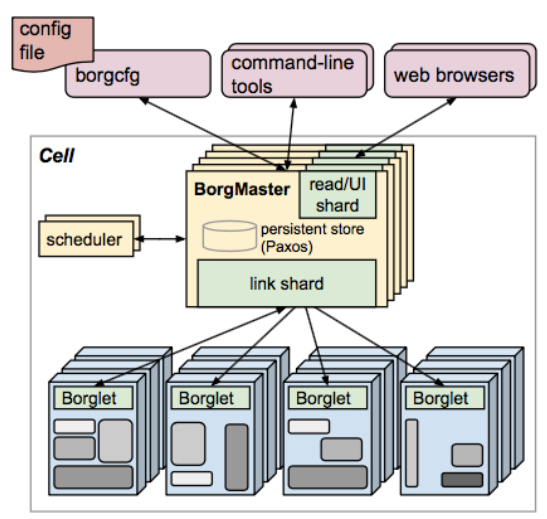 config
file
borgcfg
command-line
tools
web browsers
Cell
BorgMaster
read/UI
shard
persistent store
(Paxos)
scheduler
link shard
Borglet
Borglet
Borglet
Borglet